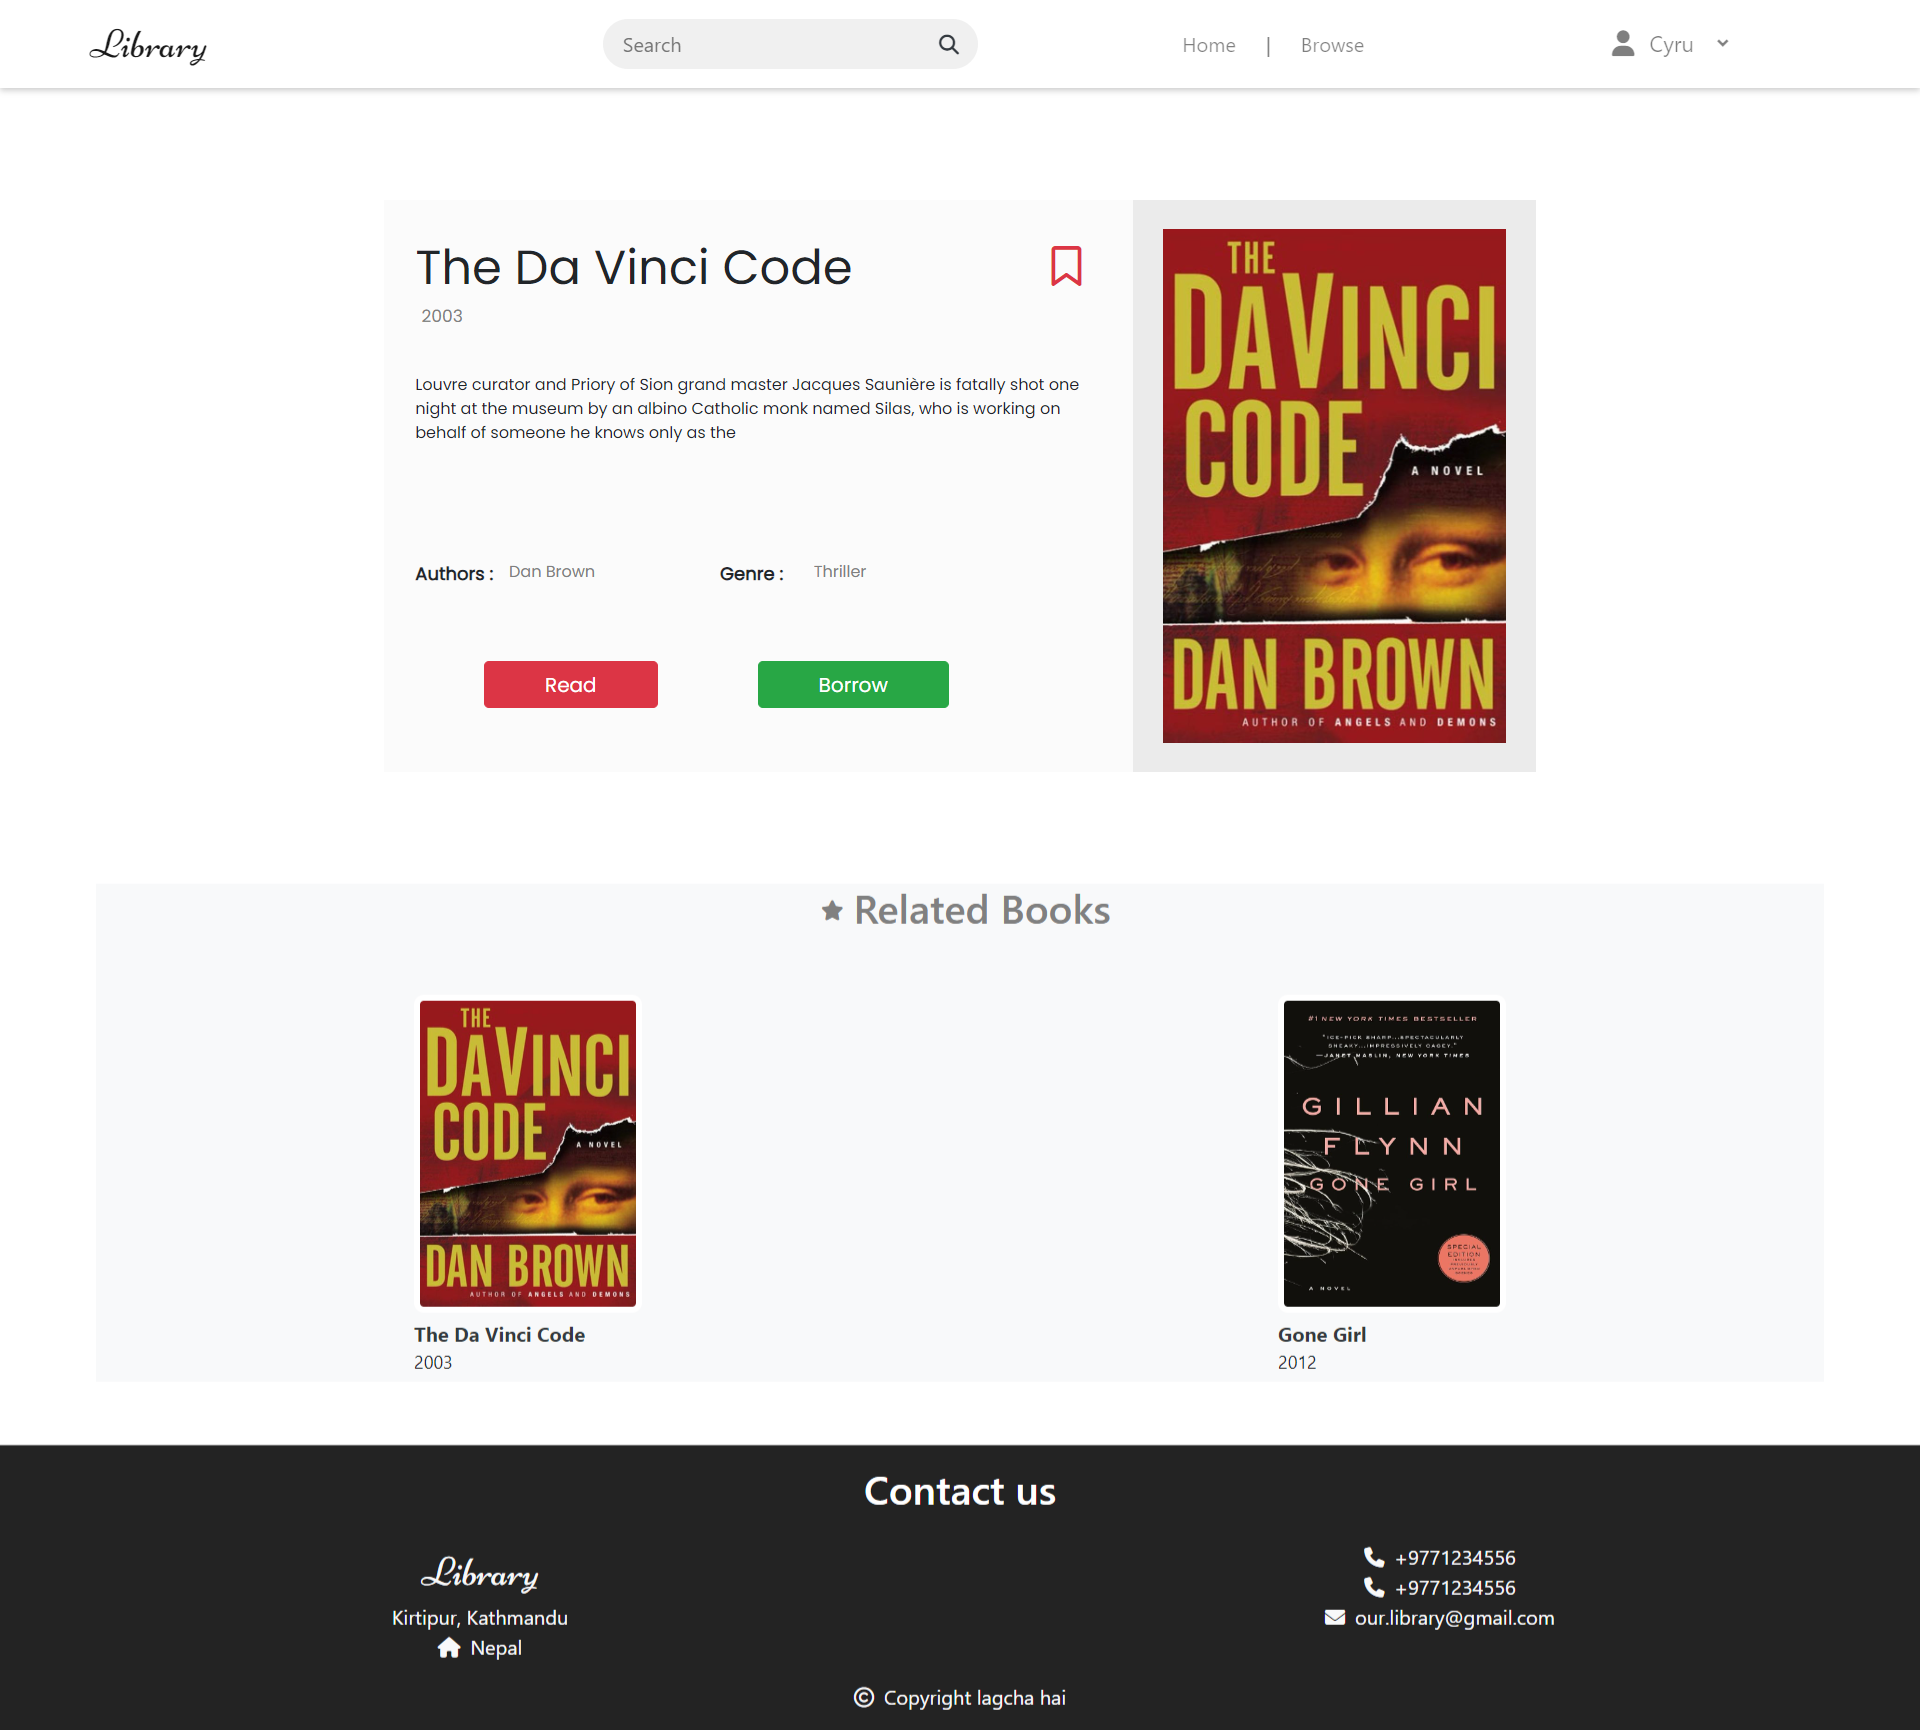 Library
Search
Home | Browse
Cyru
The Da Vinci Code
2003
Louvre curator and Priory of Sion grand master Jacques Saunière is fatally shot one
night at the museum by an albino Catholic monk named Silas, who is working on
behalf of someone he knows only as the
Authors : Dan Brown
Genre : Thriller
Read
Borrow
THE
DAVINCI
CODE
A NOVEL
DAN BROWN
AUTHOR OF ANGELS AND DEMONS
Related Books
THE
DAVINCI
CODE
A NOVEL
DAN BROWN
AUTHOR OF ANGELS AND DEMONS
The Da Vinci Code
2003
#1 NEW YORK TIMES BESTSELLER
"ICE-PICK SHARP...SPECTACULARLY
SNEAKY...IMPRESSIVELY CAGEY."
—JANET MASLIN, NEW YORK TIMES
GILLIAN
FLYNN
GONE GIRL
SPECIAL
EDITION
A NOVEL
Gone Girl
2012
Contact us
Library
Kirtipur, Kathmandu
Nepal
+9771234556
+9771234556
our.library@gmail.com
© Copyright lagcha hai